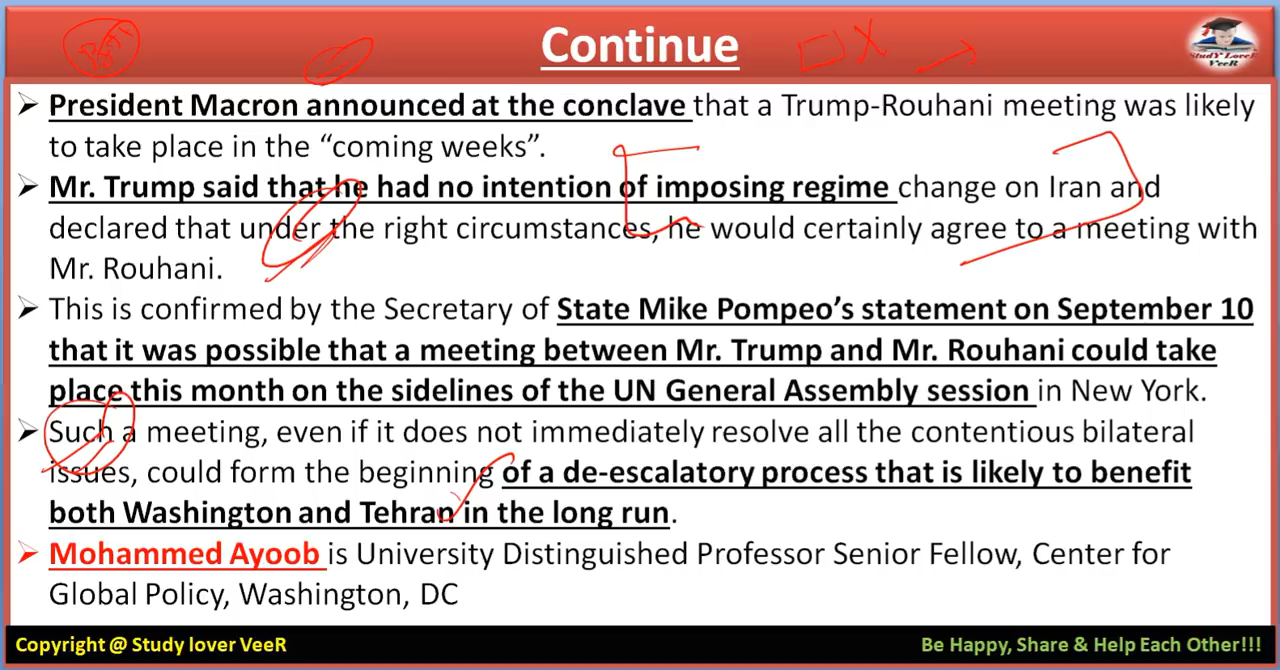 Continue
StudY LoveR
VeeR
➢ President Macron announced at the conclave that a Trump-Rouhani meeting was likely
to take place in the “coming weeks”.
➢ Mr. Trump said that he had no intention of imposing regime change on Iran and
declared that under the right circumstances, he would certainly agree to a meeting with
Mr. Rouhani.
➢ This is confirmed by the Secretary of State Mike Pompeo’s statement on September 10
that it was possible that a meeting between Mr. Trump and Mr. Rouhani could take
place this month on the sidelines of the UN General Assembly session in New York.
➢ Such a meeting, even if it does not immediately resolve all the contentious bilateral
issues, could form the beginning of a de-escalatory process that is likely to benefit
both Washington and Tehran in the long run.
➢ Mohammed Ayoob is University Distinguished Professor Senior Fellow, Center for
Global Policy, Washington, DC
Copyright @ Study lover VeeR
Be Happy, Share & Help Each Other!!!